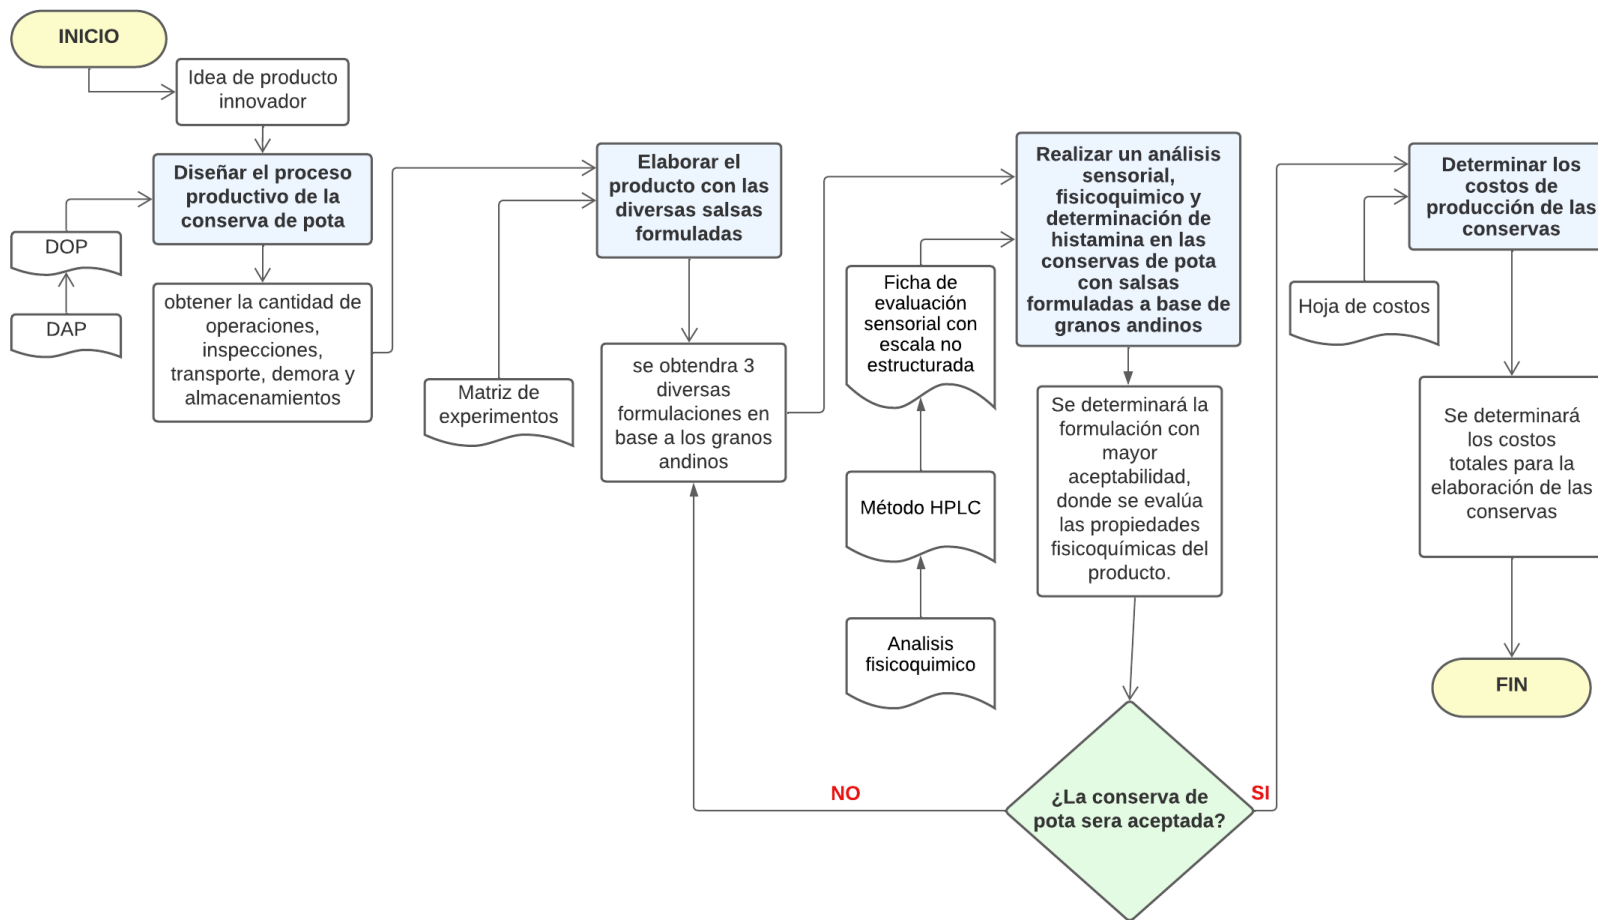 INICIO
Idea de producto
innovador
Diseñar el proceso
productivo de la
conserva de pota
DOP
DAP
obtener la cantidad de
operaciones,
inspecciones,
transporte, demora y
almacenamientos
Elaborar el
producto con las
diversas salsas
formuladas
Matriz de
experimentos
se obtendra 3
diversas
formulaciones en
base a los granos
andinos
Realizar un análisis
sensorial,
fisicoquimico y
determinación de
histamina en las
conservas de pota
con salsas
formuladas a base de
granos andinos
Ficha de
evaluación
sensorial con
escala no
estructurada
Método HPLC
Analisis
fisicoquimico
Se determinará la
formulación con
mayor
aceptabilidad,
donde se evalúa
las propiedades
fisicoquímicas del
producto.
¿La conserva de
pota sera aceptada?
NO
SI
Determinar los
costos de
producción de las
conservas
Hoja de costos
Se determinará
los costos
totales para la
elaboración de las
conservas
FIN